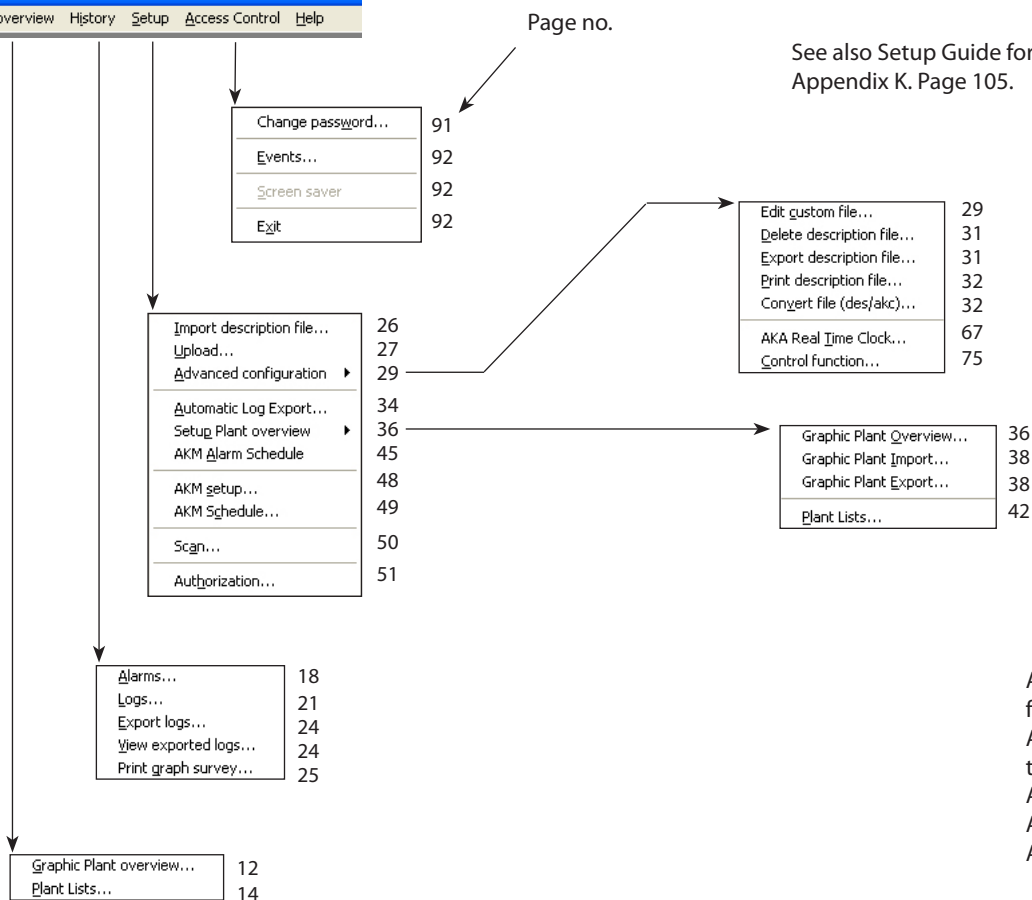 overview History Setup Access Control Help
Page no.
See also Setup Guide for
Appendix K. Page 105.
Change password... 91
Events... 92
Screen saver 92
Exit 92
Edit custom file... 29
Delete description file... 31
Export description file... 31
Print description file... 32
Convert file (des/akc)... 32
AKA Real Time Clock... 67
Control function... 75
Import description file... 26
Upload... 27
Advanced configuration 29
Automatic Log Export... 34
Setup Plant overview 36
AKM Alarm Schedule 45
AKM setup... 48
AKM Schedule... 49
Scan... 50
Authorization... 51
Graphic Plant Overview... 36
Graphic Plant Import... 38
Graphic Plant Export... 38
Plant Lists... 42
Alarms... 18
Logs... 21
Export logs... 24
View exported logs... 24
Print graph survey... 25
Graphic Plant overview... 12
Plant Lists... 14